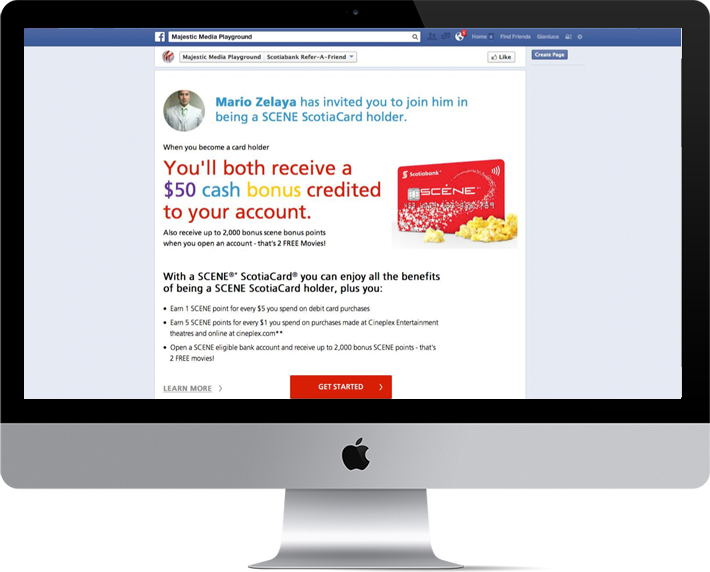 Majestic Media Playground
Home
Find Friends
Gianluca
Majestic Media Playground
Scotiabank Refer-A-Friend
Like
Create Page
Mario Zelaya has invited you to join him in
being a SCENE ScotiaCard holder.
When you become a card holder
You'll both receive a
$50 cash bonus credited
to your account.
Also receive up to 2,000 bonus scene bonus points
when you open an account - that's 2 FREE Movies!
Scotiabank
SCÉNE
With a SCENE®* ScotiaCard® you can enjoy all the benefits
of being a SCENE ScotiaCard holder, plus you:
• Earn 1 SCENE point for every $5 you spend on debit card purchases
• Earn 5 SCENE points for every $1 you spend on purchases made at Cineplex Entertainment
theatres and online at cineplex.com**
• Open a SCENE eligible bank account and receive up to 2,000 bonus SCENE points - that's
2 FREE movies!
LEARN MORE
GET STARTED